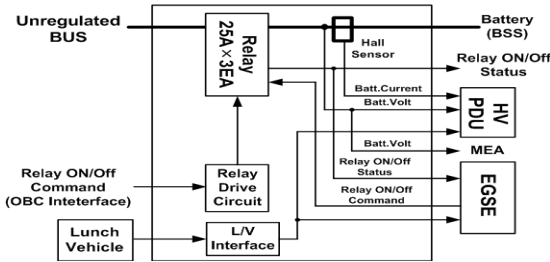 Unregulated
BUS
Relay
25A×3EA
Hall
Sensor
Battery
(BSS)
Relay ON/Off
Status
Batt.Current
Batt.Volt
HV
PDU
Batt.Volt
MEA
Relay ON/Off
Status
Relay ON/Off
Command
EGSE
Relay ON/Off
Command
(OBC Inteterface)
Relay
Drive
Circuit
Lunch
Vehicle
L/V
Interface